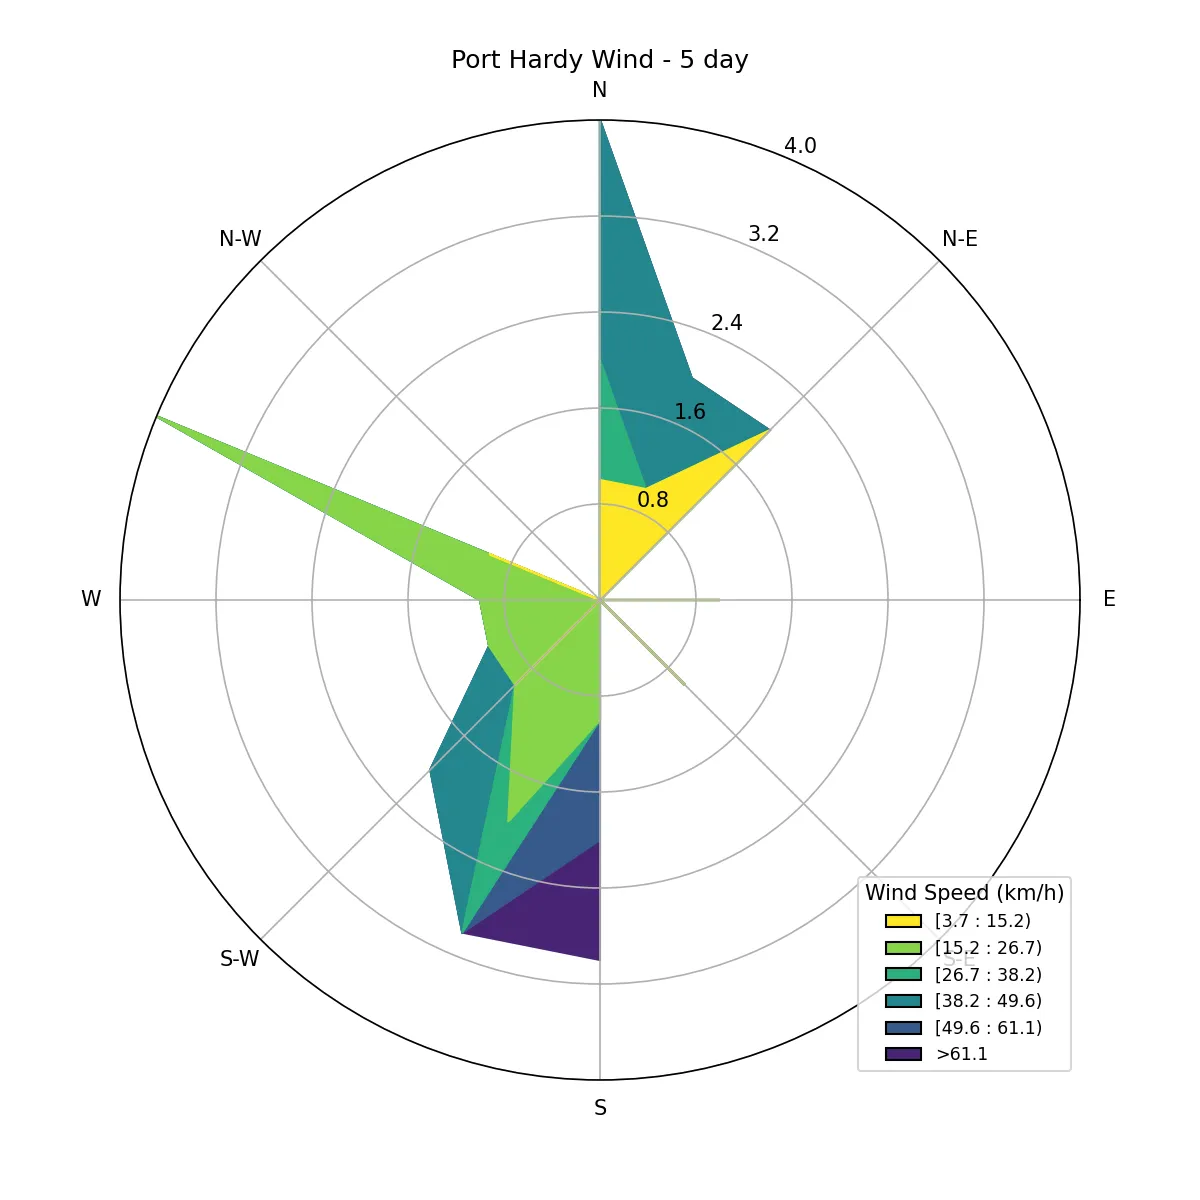 Port Hardy Wind - 5 day
N
4.0
N-W
N-E
3.2
2.4
1.6
0.8
W
E
S-W
S-E
S
Wind Speed (km/h)
[3.7 : 15.2)
[15.2 : 26.7)
[26.7 : 38.2)
[38.2 : 49.6)
[49.6 : 61.1)
>61.1